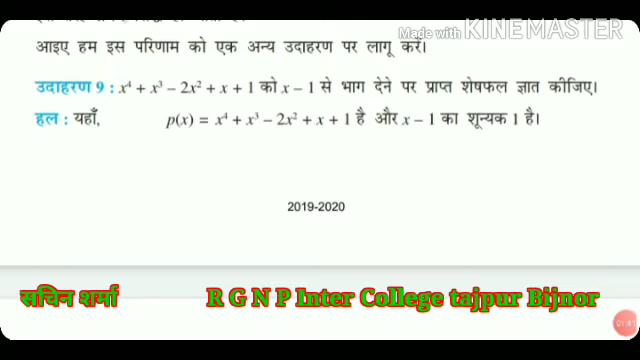 Made with KINEMASTER
आइए हम इस परिणाम को एक अन्य उदाहरण पर लागू करें।
उदाहरण 9 : x⁴ + x³ – 2x² + x + 1 को x – 1 से भाग देने पर प्राप्त शेषफल ज्ञात कीजिए।
हल : यहाँ, p(x) = x⁴ + x³ – 2x² + x + 1 है और x – 1 का शून्यक 1 है।
2019-2020
सचिन शर्मा R G N P Inter College tajpur Bijnor